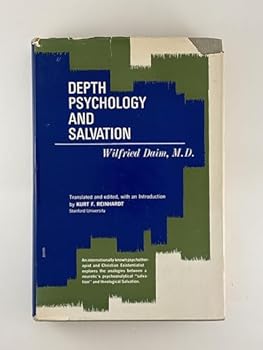 DEPTH
PSYCHOLOGY
AND
SALVATION
Wilfried Daim, M.D.
Translated and edited, with an Introduction
by KURT F. REINHARDT
Stanford University
An internationally known psychother-
apist and Christian Existentialist
explores the analogies between a
neurotic's psychoanalytical "salva-
tion" and theological Salvation.